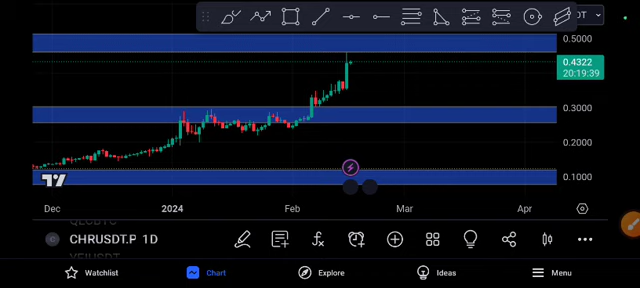 DT
0.5000
0.4322
20:19:39
0.3000
0.2000
0.1000
Dec 2024 Feb Mar Apr
CHRUSDT.P 1D
Watchlist Chart Explore Ideas Menu